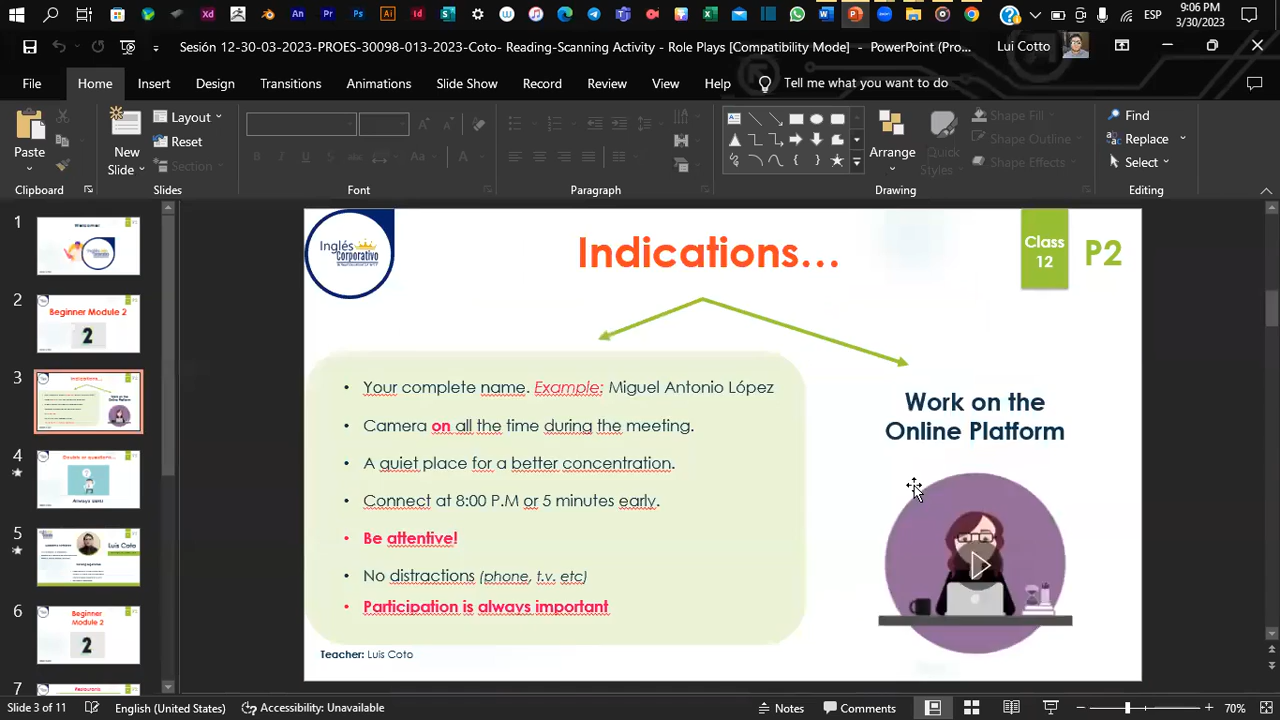 9:06 PM
ESP
3/30/2023
Sesión 12-30-03-2023-PROES-33098-013-2023-Coto- Reading-Scanning Activity - Role Plays [Compatibility Mode] - PowerPoint (Pro...
Lui Cotto
File Home Insert Design Transitions Animations Slide Show Record Review View Help Tell me what you want to do
Paste
New Slide
Layout
Reset
Section
Shape Fill
Shape Outline
Shape Effects
Arrange
Quick Styles
Find
Replace
Select
Clipboard Slides Font Paragraph Drawing Editing
1
Welcome!
2
Beginner Module 2
2
3
Indications...
Work on the
Online Platform
4
Always ask!
5
Luis Coto
6
Beginner
Module 2
2
7
Inglés
Corporativo
Indications...
Class
12
P2
• Your complete name. Example: Miguel Antonio López
• Camera on all the time during the meeting.
• A quiet place for a better concentration.
• Connect at 8:00 P.M or 5 minutes early.
• Be attentive!
• No distractions (phone, t.v. etc)
• Participation is always important
Work on the
Online Platform
Teacher: Luis Coto
Slide 3 of 11
English (United States)
Accessibility: Unavailable
Notes
Comments
70%